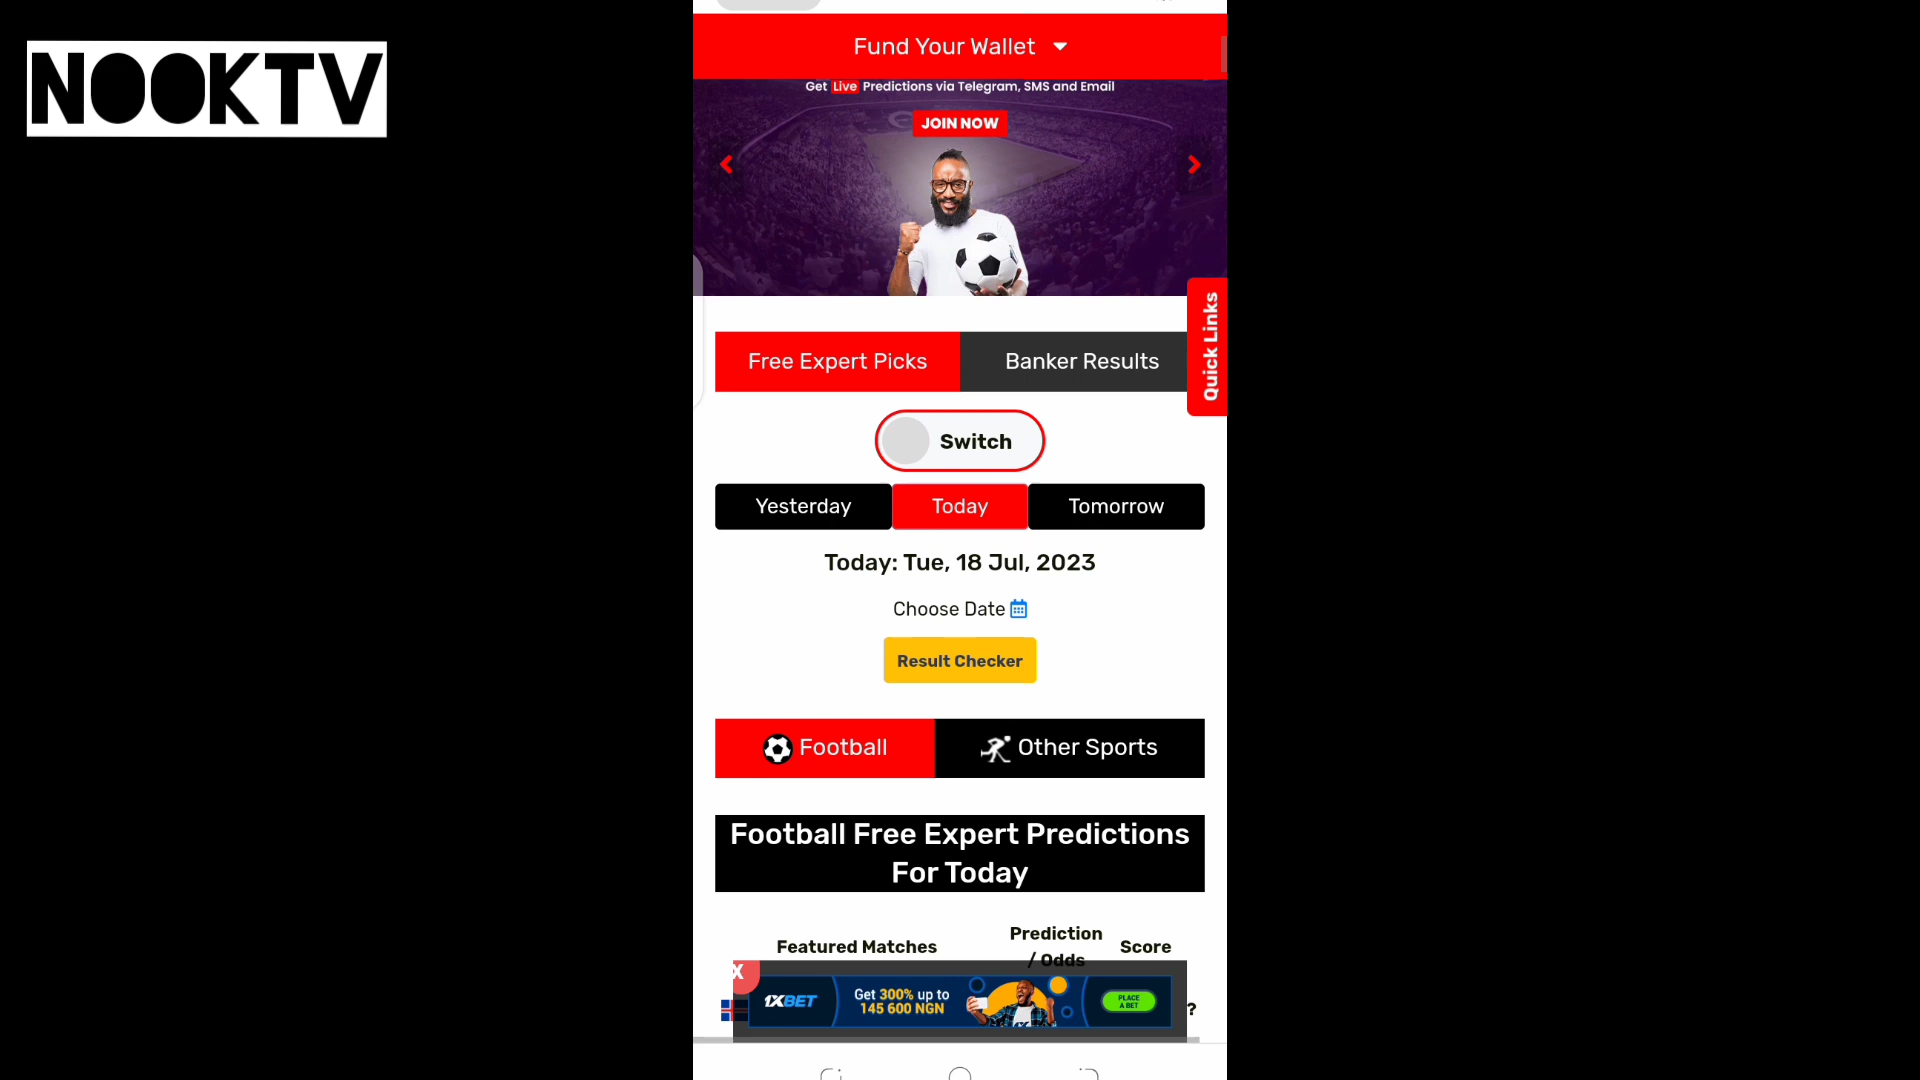 NOOKTV
Fund Your Wallet
Get Live Predictions via Telegram, SMS and Email
JOIN NOW
Quick Links
Free Expert Picks
Banker Results
Switch
Yesterday
Today
Tomorrow
Today: Tue, 18 Jul, 2023
Choose Date
Result Checker
Football
Other Sports
Football Free Expert Predictions
For Today
Featured Matches
Prediction
/ Odds
Score
X
1XBET
Get 300% up to
145 600 NGN
PLACE
A BET
?